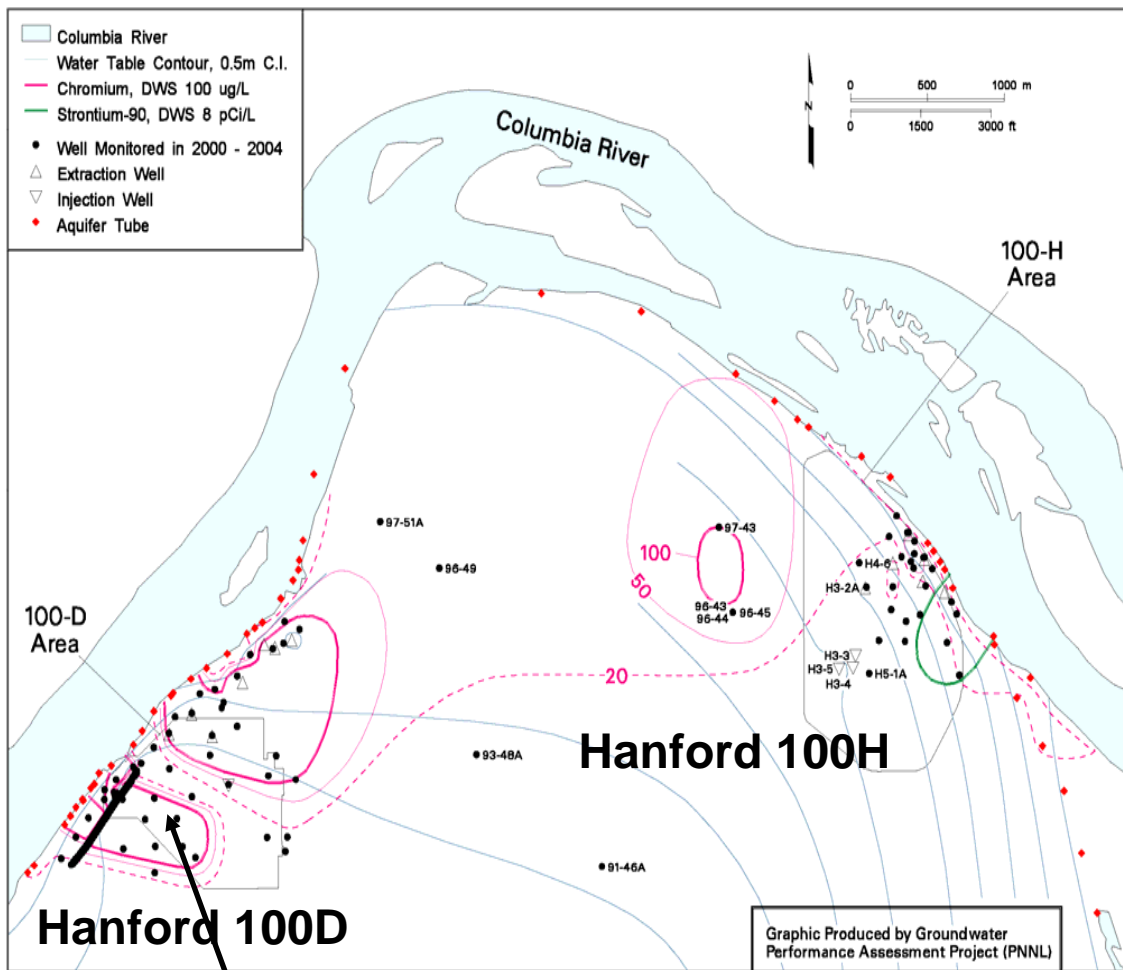 Columbia River
Water Table Contour, 0.5m C.I.
Chromium, DWS 100 ug/L
Strontium-90, DWS 8 pCi/L
Well Monitored in 2000 - 2004
Extraction Well
Injection Well
Aquifer Tube
N
0 500 1000 m
0 1500 3000 ft
Columbia River
100-H
Area
97-51A
96-49
97-43
100
50
96-43
96-44
96-45
H4-6
H3-2A
H3-3
H3-5
H3-4
H5-1A
100-D
Area
20
93-48A
Hanford 100H
91-46A
Hanford 100D
Graphic Produced by Groundwater
Performance Assessment Project (PNNL)